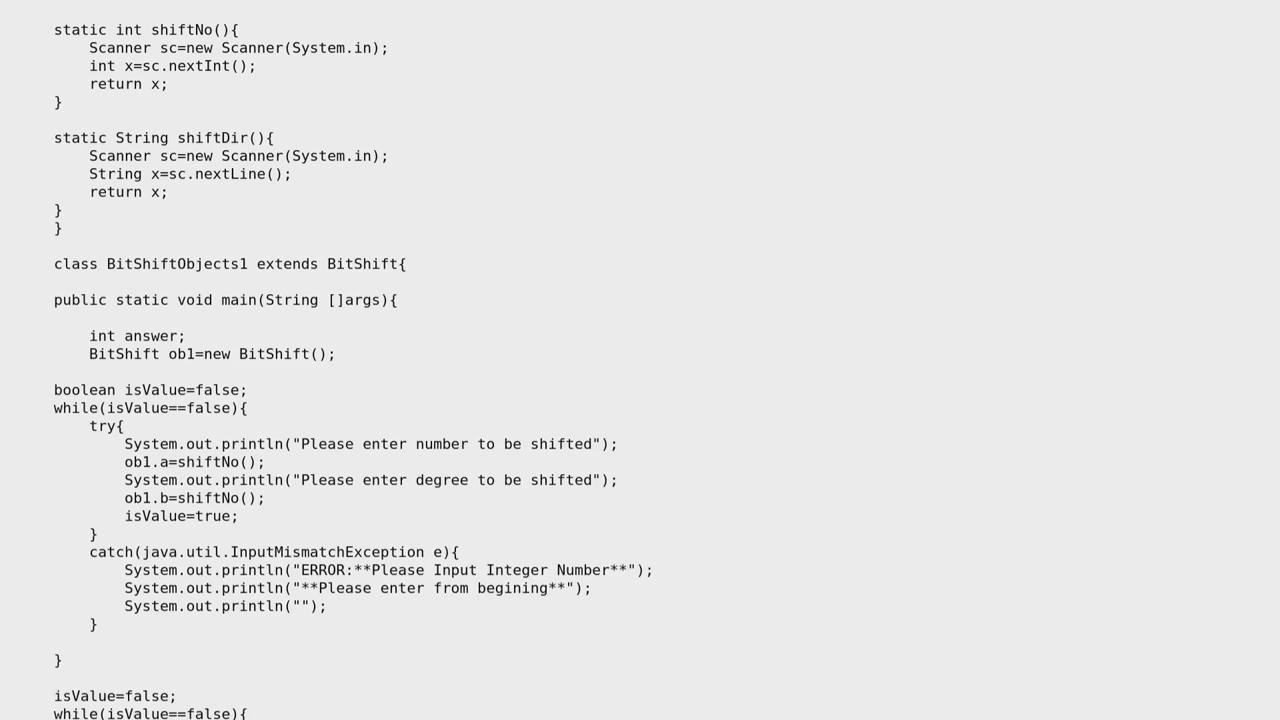 static int shiftNo(){
    Scanner sc=new Scanner(System.in);
    int x=sc.nextInt();
    return x;
}
static String shiftDir(){
    Scanner sc=new Scanner(System.in);
    String x=sc.nextLine();
    return x;
}
}
class BitShiftObjects1 extends BitShift{
public static void main(String []args){
    int answer;
    BitShift ob1=new BitShift();
boolean isValue=false;
while(isValue==false){
    try{
        System.out.println("Please enter number to be shifted");
        ob1.a=shiftNo();
        System.out.println("Please enter degree to be shifted");
        ob1.b=shiftNo();
        isValue=true;
    }
    catch(java.util.InputMismatchException e){
        System.out.println("ERROR:**Please Input Integer Number**");
        System.out.println("**Please enter from begining**");
        System.out.println("");
    }
}
isValue=false;
while(isValue==false){